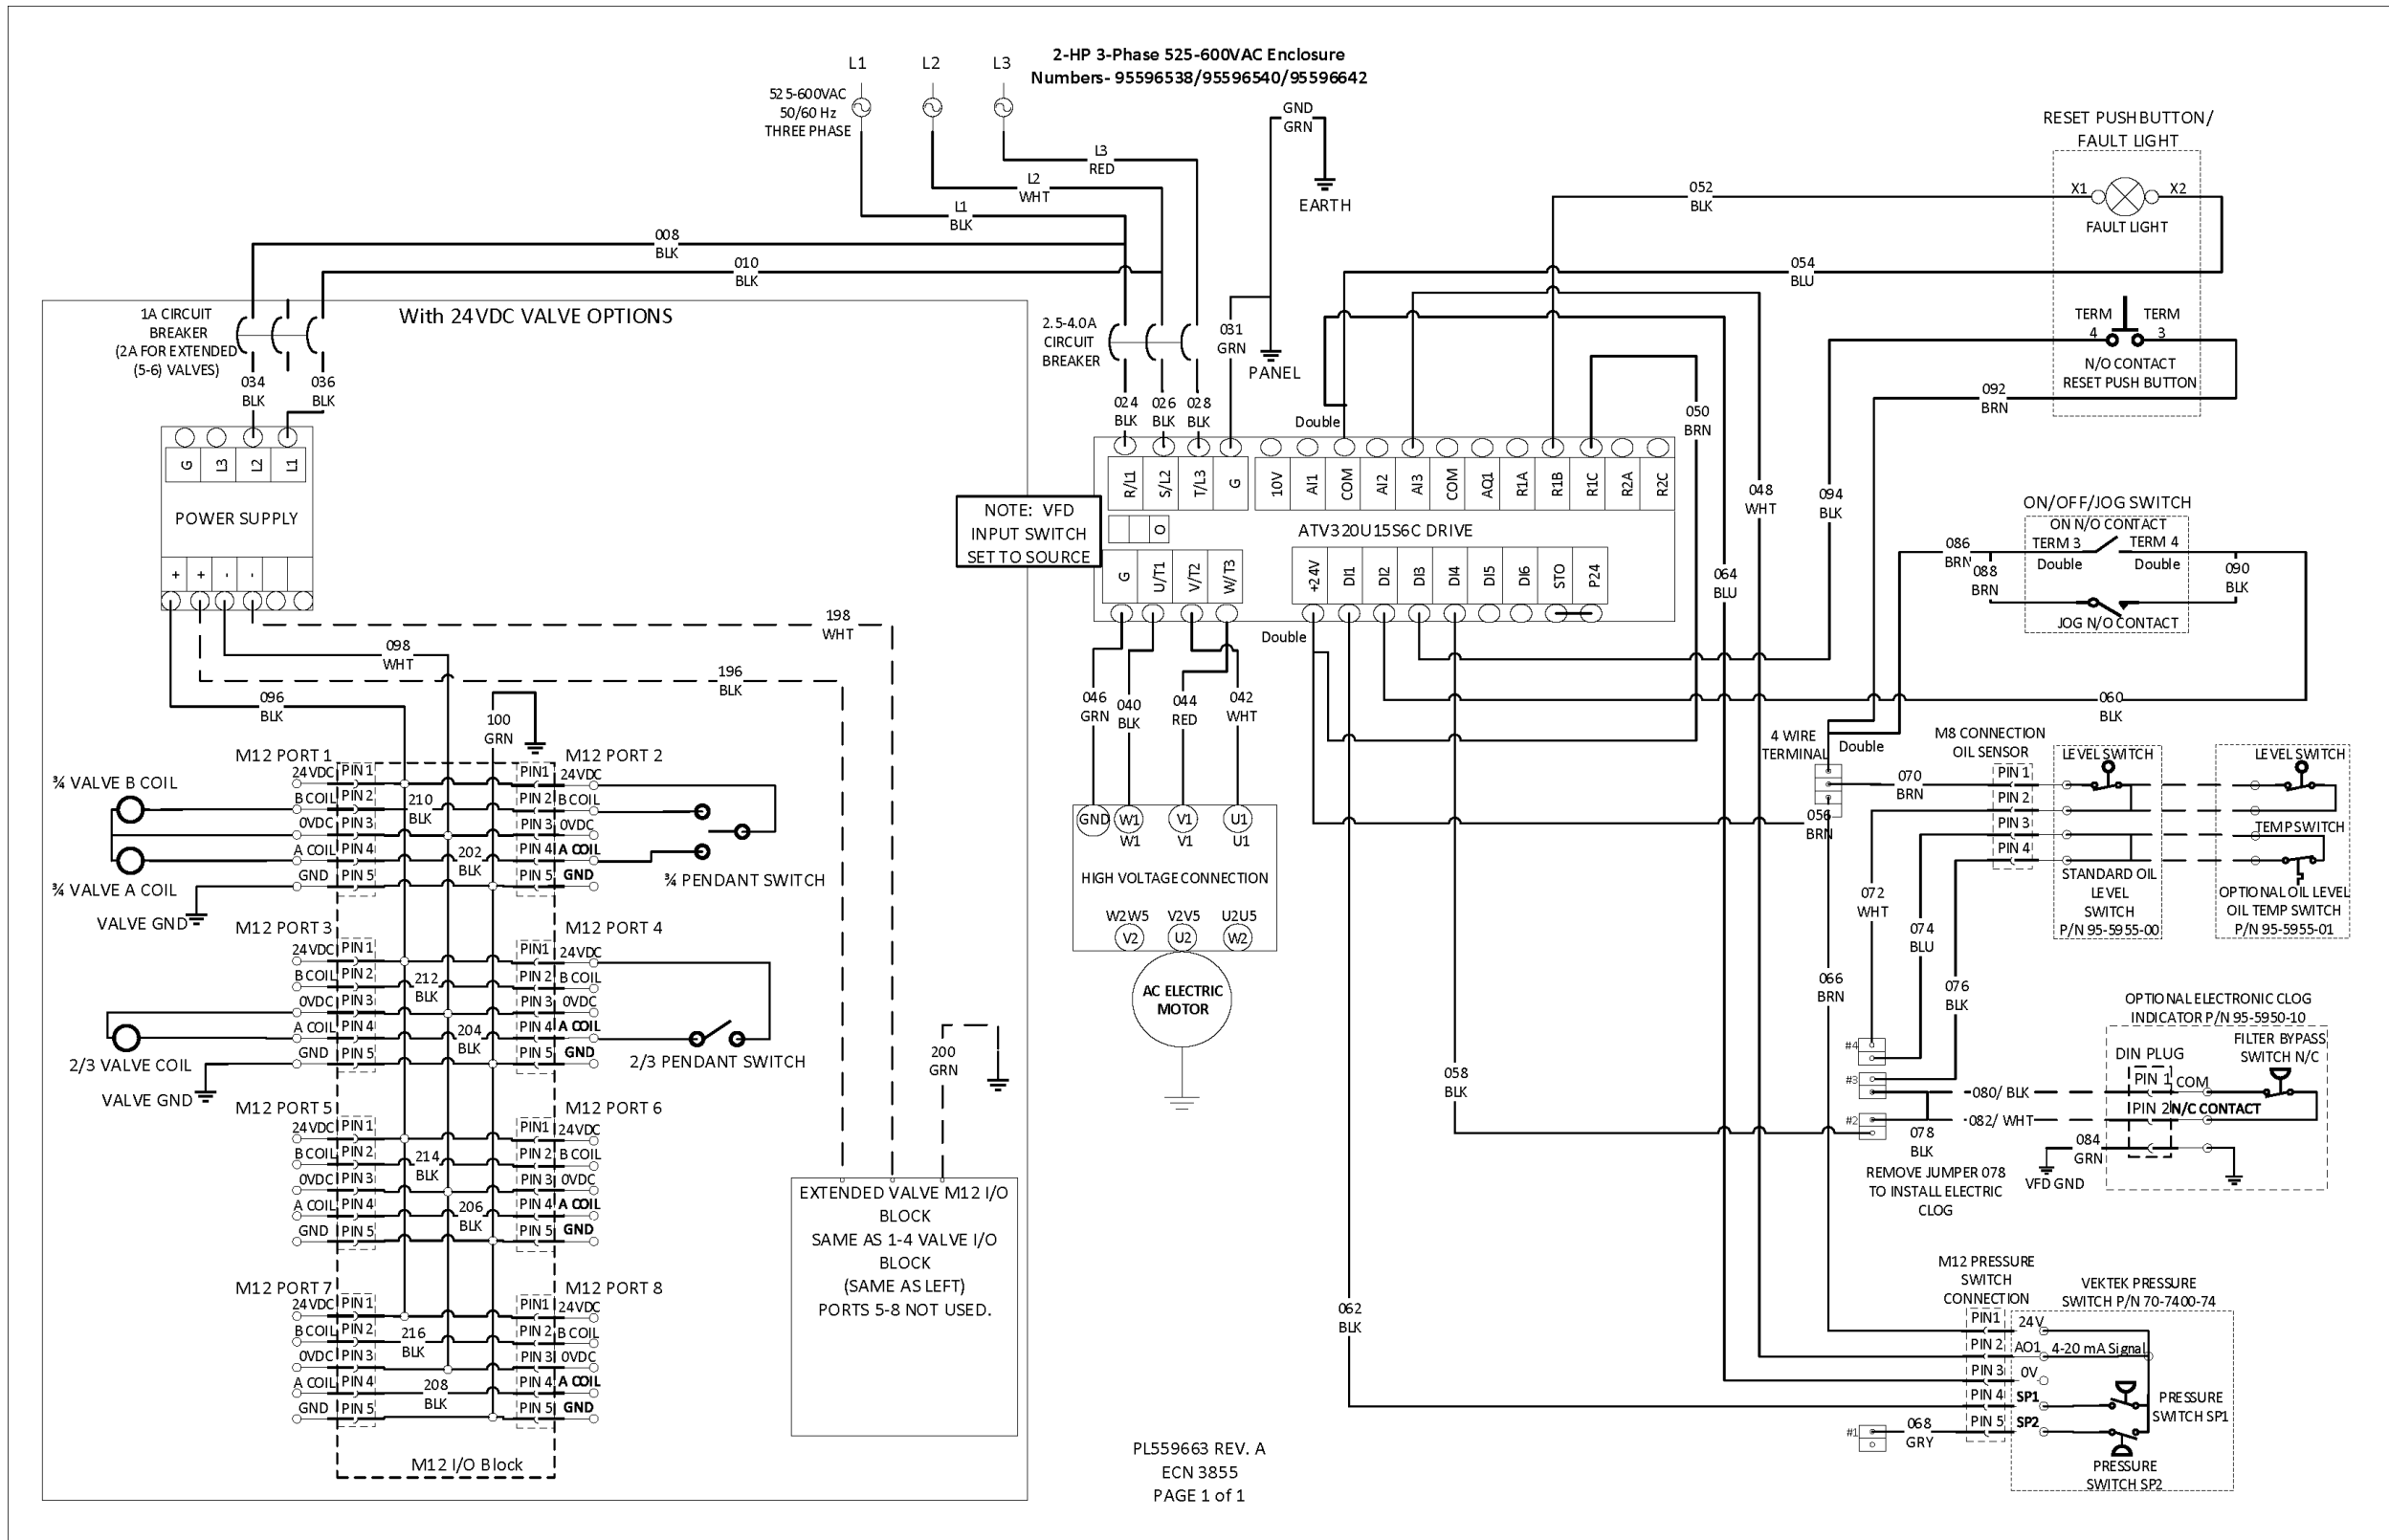 2-HP 3-Phase 525-600VAC Enclosure
Numbers- 95596538/95596540/95596642
L1
L2
L3
525-600VAC
50/60 Hz
THREE PHASE
GND
GRN
EARTH
L3
RED
L2
WHT
L1
BLK
008
BLK
010
BLK
031
GRN
PANEL
052
BLK
054
BLU
RESET PUSHBUTTON/
FAULT LIGHT
X1
X2
FAULT LIGHT
TERM
4
TERM
3
N/O CONTACT
RESET PUSH BUTTON
092
BRN
With 24VDC VALVE OPTIONS
1A CIRCUIT
BREAKER
(2A FOR EXTENDED
(5-6) VALVES)
034
BLK
036
BLK
G
L3
L2
L1
POWER SUPPLY
+
+
-
-
2.5-4.0A
CIRCUIT
BREAKER
024
BLK
026
BLK
028
BLK
Double
050
BRN
048
WHT
094
BLK
064
BLU
R/L1
S/L2
T/L3
G
10V
AI1
COM
AI2
AI3
COM
AQ1
R1A
R1B
R1C
R2A
R2C
NOTE: VFD
INPUT SWITCH
SET TO SOURCE
O
ATV320U15S6C DRIVE
G
U/T1
V/T2
W/T3
+24V
DI1
DI2
DI3
DI4
DI5
DI6
STO
P24
Double
ON/OFF/JOG SWITCH
ON N/O CONTACT
TERM 3
TERM 4
Double
Double
086
BRN
088
BRN
090
BLK
JOG N/O CONTACT
060
BLK
198
WHT
098
WHT
196
BLK
096
BLK
100
GRN
046
GRN
040
BLK
044
RED
042
WHT
GND
W1
V1
U1
W1
V1
U1
HIGH VOLTAGE CONNECTION
W2W5
V2V5
U2U5
V2
U2
W2
AC ELECTRIC
MOTOR
4 WIRE
TERMINAL
Double
056
BRN
M8 CONNECTION
OIL SENSOR
PIN 1
PIN 2
PIN 3
PIN 4
070
BRN
072
WHT
074
BLU
076
BLK
066
BRN
LEVEL SWITCH
STANDARD OIL
LEVEL
SWITCH
P/N 95-5955-00
LEVEL SWITCH
TEMPSWITCH
OPTIONAL OIL LEVEL
OIL TEMP SWITCH
P/N 95-5955-01
OPTIONAL ELECTRONIC CLOG
INDICATOR P/N 95-5950-10
FILTER BYPASS
SWITCH N/C
DIN PLUG
PIN 1
COM
PIN 2
N/C CONTACT
#4
#3
#2
080/ BLK
082/ WHT
078
BLK
084
GRN
VFD GND
REMOVE JUMPER 078
TO INSTALL ELECTRIC
CLOG
058
BLK
062
BLK
M12 PRESSURE
SWITCH
CONNECTION
VEKTEK PRESSURE
SWITCH P/N 70-7400-74
PIN1
24V
PIN 2
AO1
4-20 mA Signal
PIN 3
0V
PIN 4
SP1
PIN 5
SP2
PRESSURE
SWITCH SP1
PRESSURE
SWITCH SP2
#1
068
GRY
M12 PORT 1
24VDC
PIN 1
B COIL
PIN 2
0VDC
PIN 3
A COIL
PIN 4
GND
PIN 5
¾ VALVE B COIL
¾ VALVE A COIL
VALVE GND
210
BLK
202
BLK
M12 PORT 2
PIN1
24VDC
PIN 2
B COIL
PIN 3
0VDC
PIN 4
A COIL
PIN 5
GND
¾ PENDANT SWITCH
M12 PORT 3
24VDC
PIN1
B COIL
PIN 2
0VDC
PIN 3
A COIL
PIN 4
GND
PIN 5
2/3 VALVE COIL
VALVE GND
212
BLK
204
BLK
M12 PORT 4
PIN1
24VDC
PIN 2
B COIL
PIN 3
0VDC
PIN 4
A COIL
PIN 5
GND
2/3 PENDANT SWITCH
200
GRN
M12 PORT 5
24VDC
PIN1
B COIL
PIN 2
0VDC
PIN 3
A COIL
PIN 4
GND
PIN 5
214
BLK
206
BLK
M12 PORT 6
PIN1
24VDC
PIN 2
B COIL
PIN 3
0VDC
PIN 4
A COIL
PIN 5
GND
M12 PORT 7
24VDC
PIN1
B COIL
PIN 2
0VDC
PIN 3
A COIL
PIN 4
GND
PIN 5
216
BLK
208
BLK
M12 PORT 8
PIN1
24VDC
PIN 2
B COIL
PIN 3
0VDC
PIN 4
A COIL
PIN 5
GND
M12 I/O Block
EXTENDED VALVE M12 I/O
BLOCK
SAME AS 1-4 VALVE I/O
BLOCK
(SAME AS LEFT)
PORTS 5-8 NOT USED.
PL559663 REV. A
ECN 3855
PAGE 1 of 1